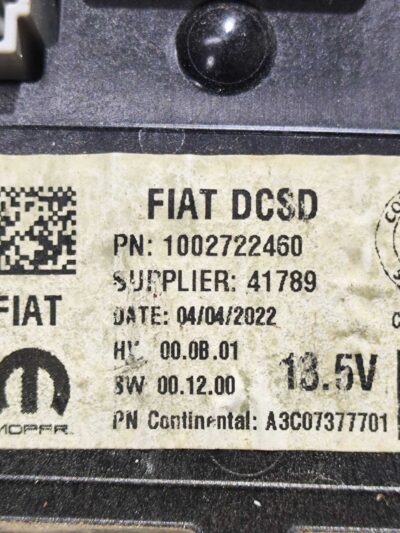 FIAT DCSD
PN: 1002722460
SUPPLIER: 41789
FIAT
DATE: 04/04/2022
HW 00.0B.01
SW 00.12.00
13.5V
PN Continental: A3C07377701
MOPAR